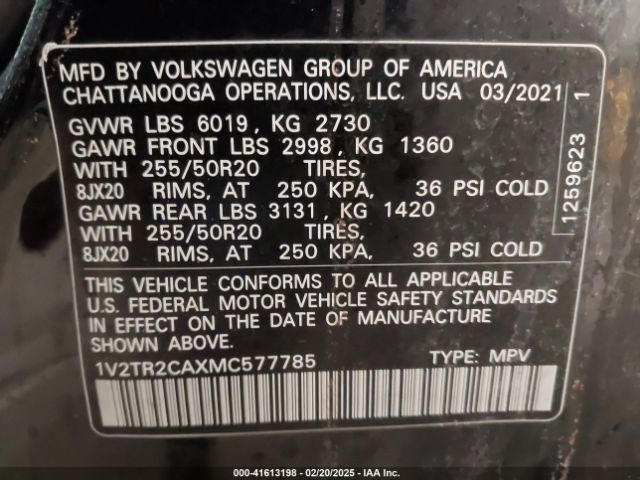 MFD BY VOLKSWAGEN GROUP OF AMERICA
CHATTANOOGA OPERATIONS, LLC. USA 03/2021
GVWR LBS 6019, KG 2730
GAWR FRONT LBS 2998, KG 1360
WITH 255/50R20 TIRES,
8JX20 RIMS, AT 250 KPA, 36 PSI COLD
GAWR REAR LBS 3131, KG 1420
WITH 255/50R20 TIRES,
8JX20 RIMS, AT 250 KPA, 36 PSI COLD
THIS VEHICLE CONFORMS TO ALL APPLICABLE
U.S. FEDERAL MOTOR VEHICLE SAFETY STANDARDS
IN EFFECT ON THE DATE OF MANUFACTURE
SHOWN ABOVE.
1V2TR2CAXMC577785 TYPE: MPV
1259623 1
000-41613198 - 02/20/2025 - IAA Inc.